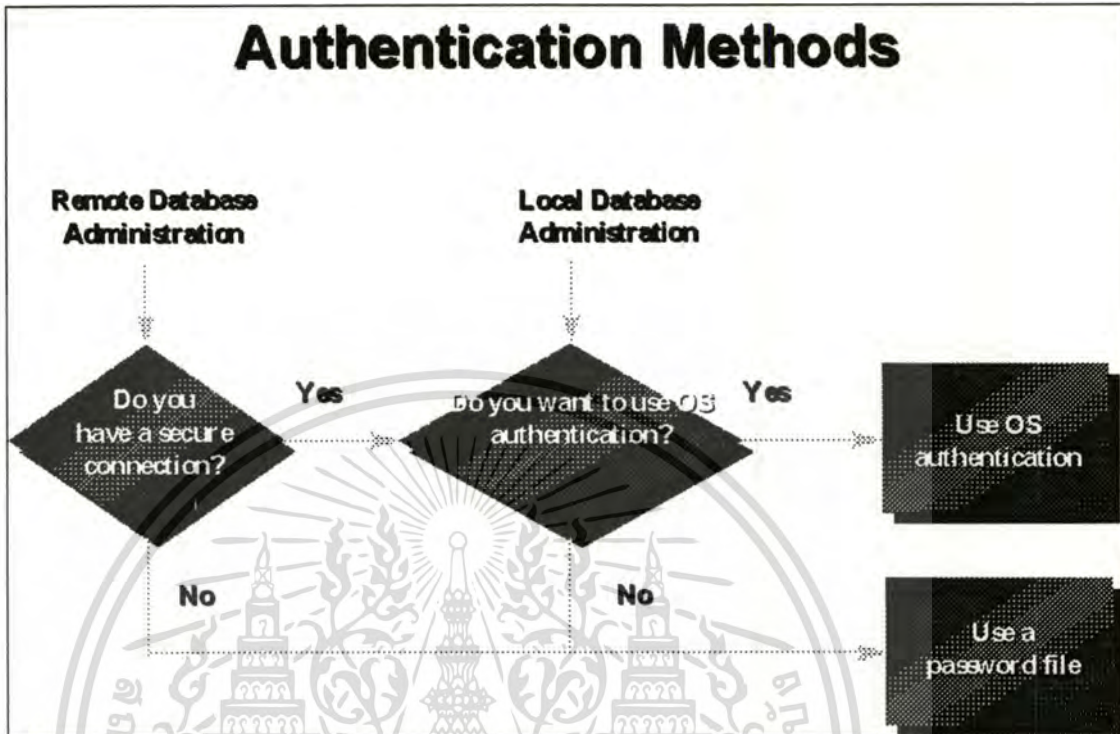 Authentication Methods
Remote Database
Administration
Local Database
Administration
Do you
have a secure
connection?
Yes
Do you want to use OS
authentication?
Yes
Use OS
authentication
No
No
Use a
password file